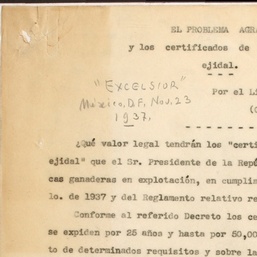 EL PROBLEMA AGRA
y los certificados de
ejidal.
"EXCELSIOR"
México, D.F. Nov. 23
1937.
Por el Li
(C
¿Qué valor legal tendrán los "certi
ejidal" que el Sr. Presidente de la Repú
cas ganaderas en explotación, en cumplim
lo. de 1937 y del Reglamento relativo re
Conforme al referido Decreto los ce
se expiden por 25 años y hasta por 50,00
to de determinados requisitos y sobre la